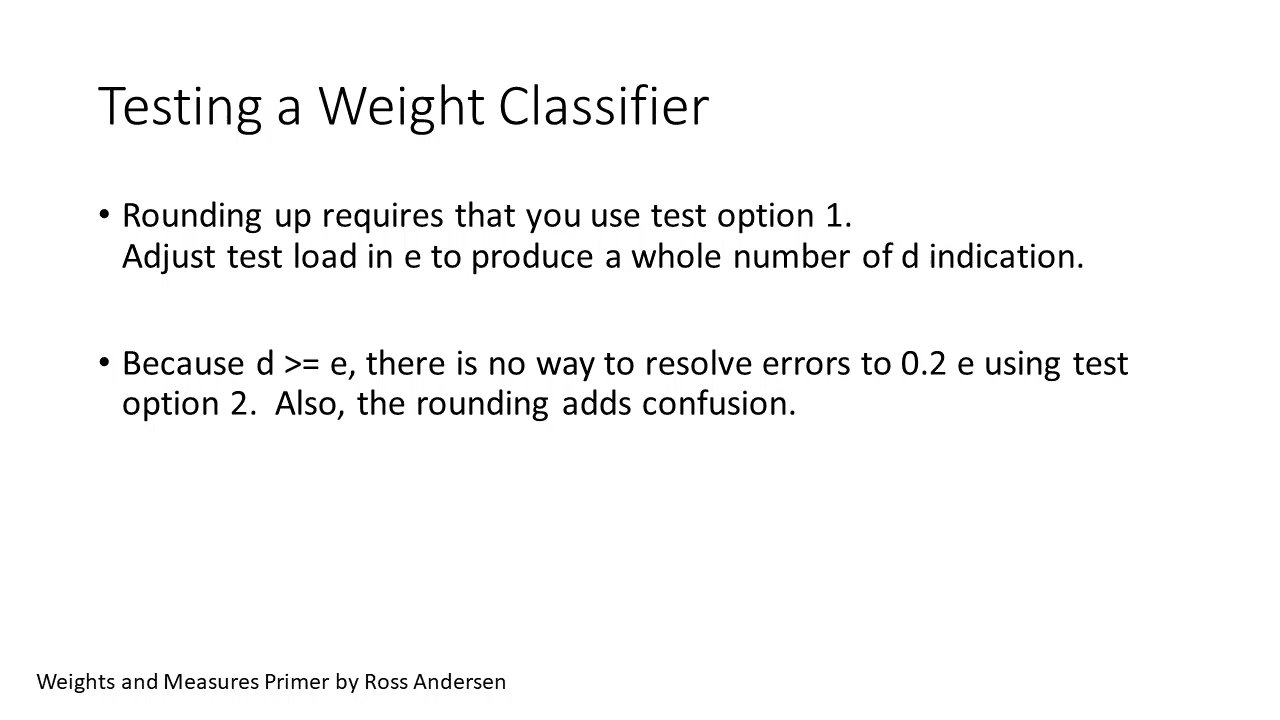 Testing a Weight Classifier
• Rounding up requires that you use test option 1.
Adjust test load in e to produce a whole number of d indication.
• Because d >= e, there is no way to resolve errors to 0.2 e using test
option 2.  Also, the rounding adds confusion.
Weights and Measures Primer by Ross Andersen